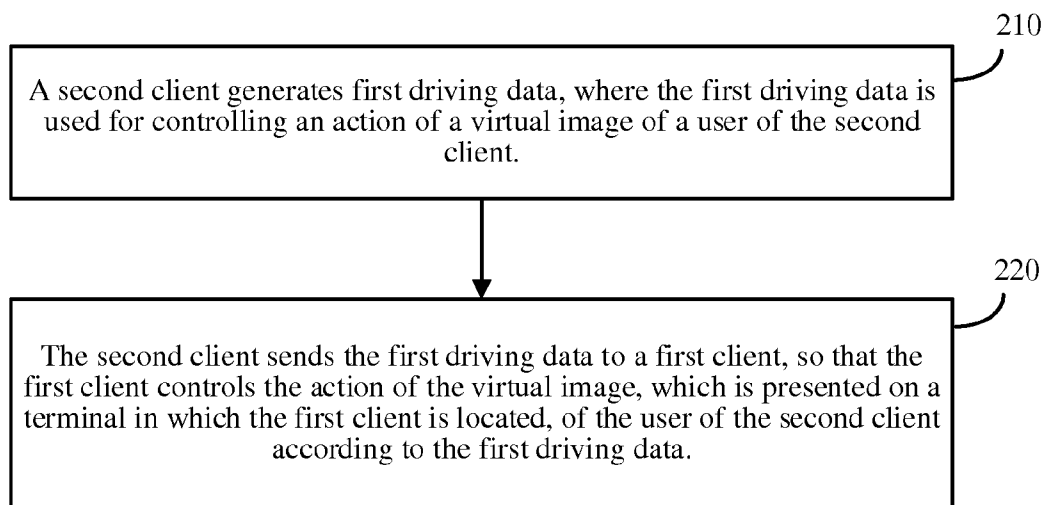 210
A second client generates first driving data, where the first driving data is
used for controlling an action of a virtual image of a user of the second
client.
220
The second client sends the first driving data to a first client, so that the
first client controls the action of the virtual image, which is presented on a
terminal in which the first client is located, of the user of the second client
according to the first driving data.